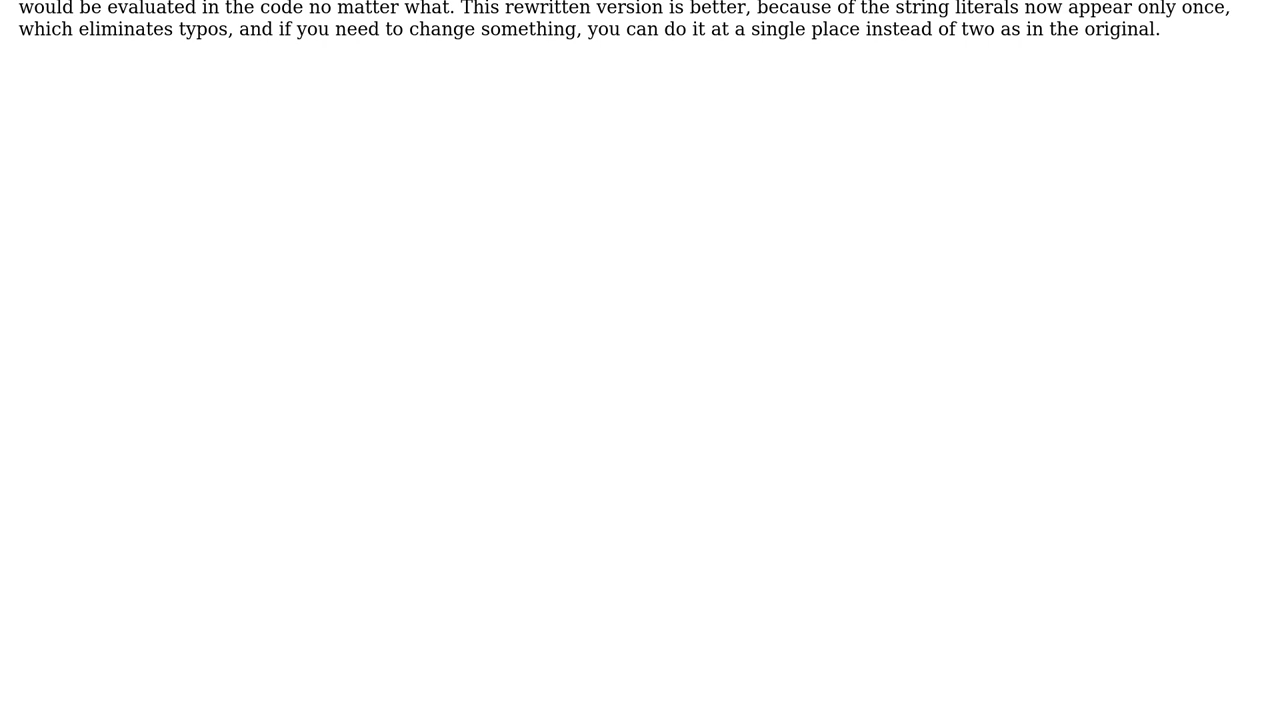 would be evaluated in the code no matter what. This rewritten version is better, because of the string literals now appear only once,
which eliminates typos, and if you need to change something, you can do it at a single place instead of two as in the original.